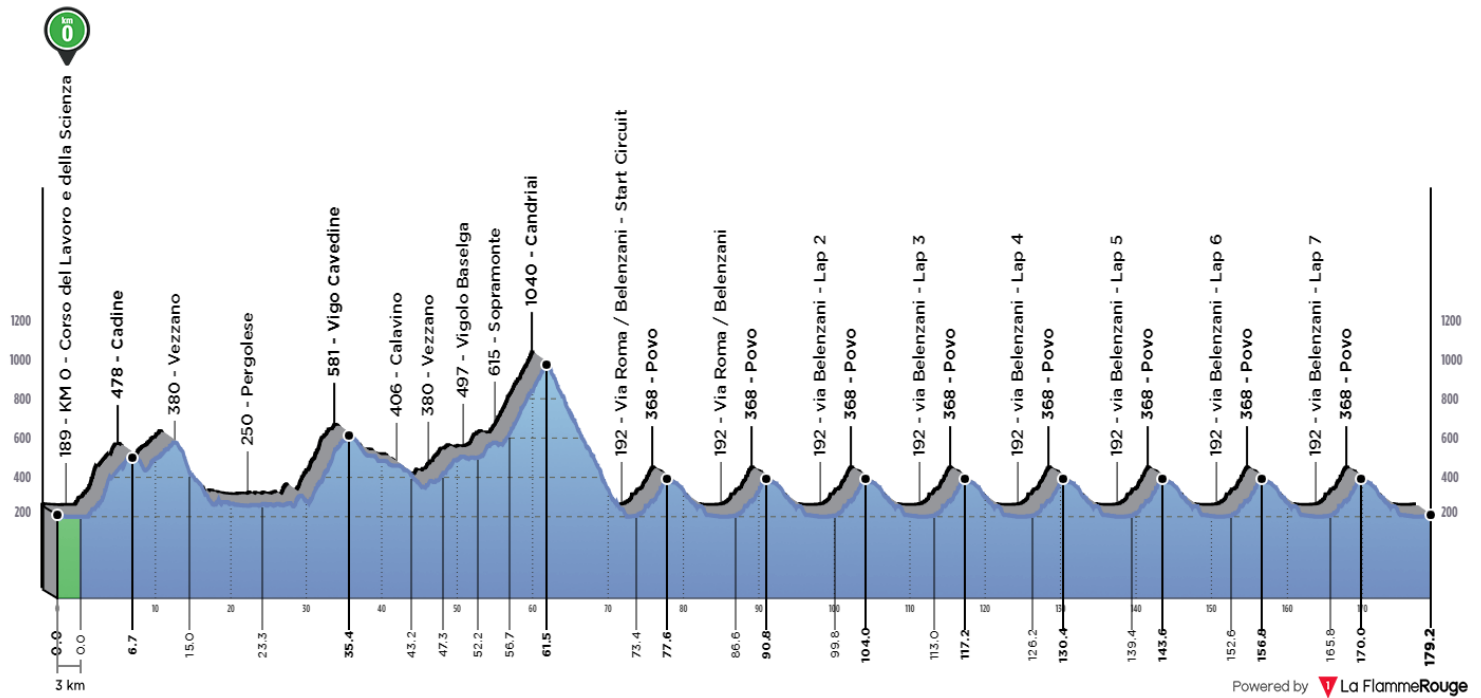 km
0
189 - KM 0 - Corso del Lavoro e della Scienza
478 - Cadine
380 - Vezzano
250 - Pergolese
581 - Vigo Cavedine
406 - Calavino
380 - Vezzano
497 - Vigolo Baselga
615 - Sopramonte
1040 - Candriai
192 - Via Roma / Belenzani - Start Circuit
368 - Povo
192 - Via Roma / Belenzani
368 - Povo
192 - via Belenzani - Lap 2
368 - Povo
192 - via Belenzani - Lap 3
368 - Povo
192 - via Belenzani - Lap 4
368 - Povo
192 - via Belenzani - Lap 5
368 - Povo
192 - via Belenzani - Lap 6
368 - Povo
192 - via Belenzani - Lap 7
368 - Povo
1200
1000
800
600
400
200
1200
1000
800
600
400
200
0 10 20 30 40 50 60 70 80 90 100 110 120 130 140 150 160 170
0.0 0.0 6.7 15.0 23.3 35.4 43.2 47.3 52.2 56.7 61.5 73.4 77.6 86.6 90.8 99.8 104.0 113.0 117.2 126.2 130.4 139.4 143.6 152.6 156.8 165.8 170.0 179.2
3 km
Powered by 1 La FlammeRouge